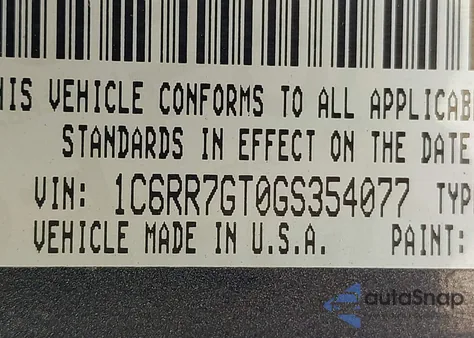 HIS VEHICLE CONFORMS TO ALL APPLICAB
STANDARDS IN EFFECT ON THE DATE
VIN: 1C6RR7GT0GS354077 TYP
VEHICLE MADE IN U.S.A. PAINT:
autoSnap